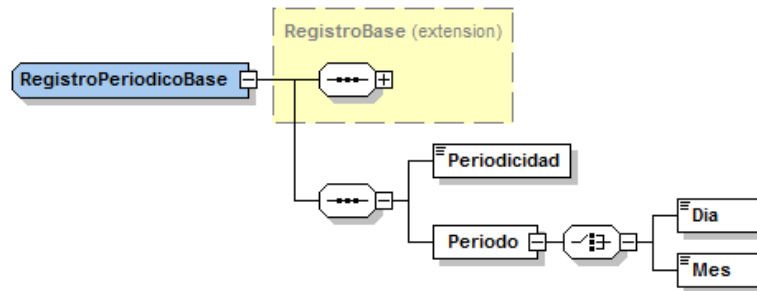 RegistroBase (extension)
RegistroPeriodicoBase
Periodicidad
Periodo
Dia
Mes